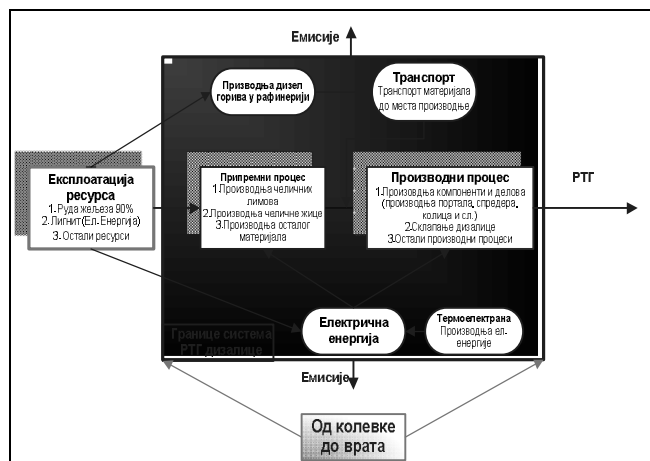 Емисије
Призводња дизел
горива у рафинерији
Транспорт
Транспорт материјала
до места производње
Експлоатација
ресурса
1- Руда жељеза 90%
2- Лигнит (Ел.-Енергија)
3- Остали ресурси
Припремни процес
1.Производња челичних
лимова
2.Производња челичне жице
3.Производња осталог
материјала
Производни процес
1.Произовдња компоненти и делова
(производња портала, спредера,
колица и сл.)
2.Склапање дизалице
3.Остали производни процеси
РТГ
Границе система
РТГ дизалице
Електрична
енергија
Термоелектрана
Производња ел-
енергије
Емисије
Од колевке
до врата